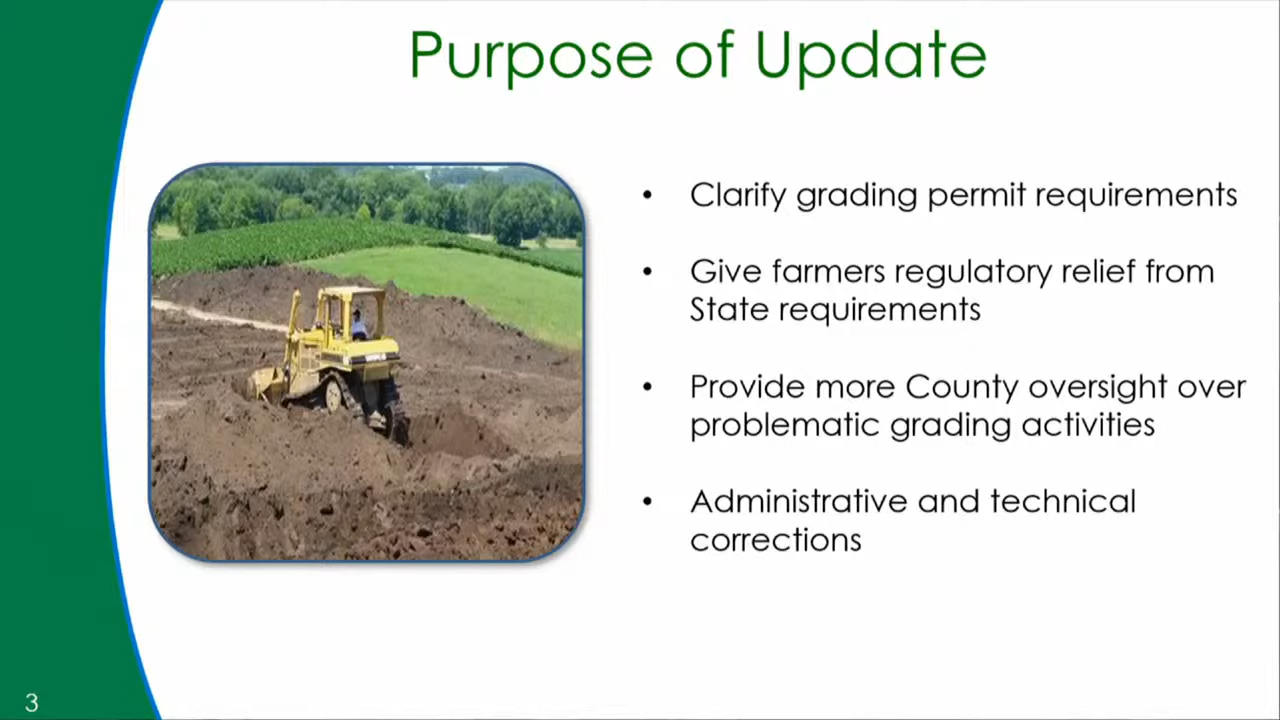 Purpose of Update
• Clarify grading permit requirements
• Give farmers regulatory relief from
State requirements
• Provide more County oversight over
problematic grading activities
• Administrative and technical
corrections
3